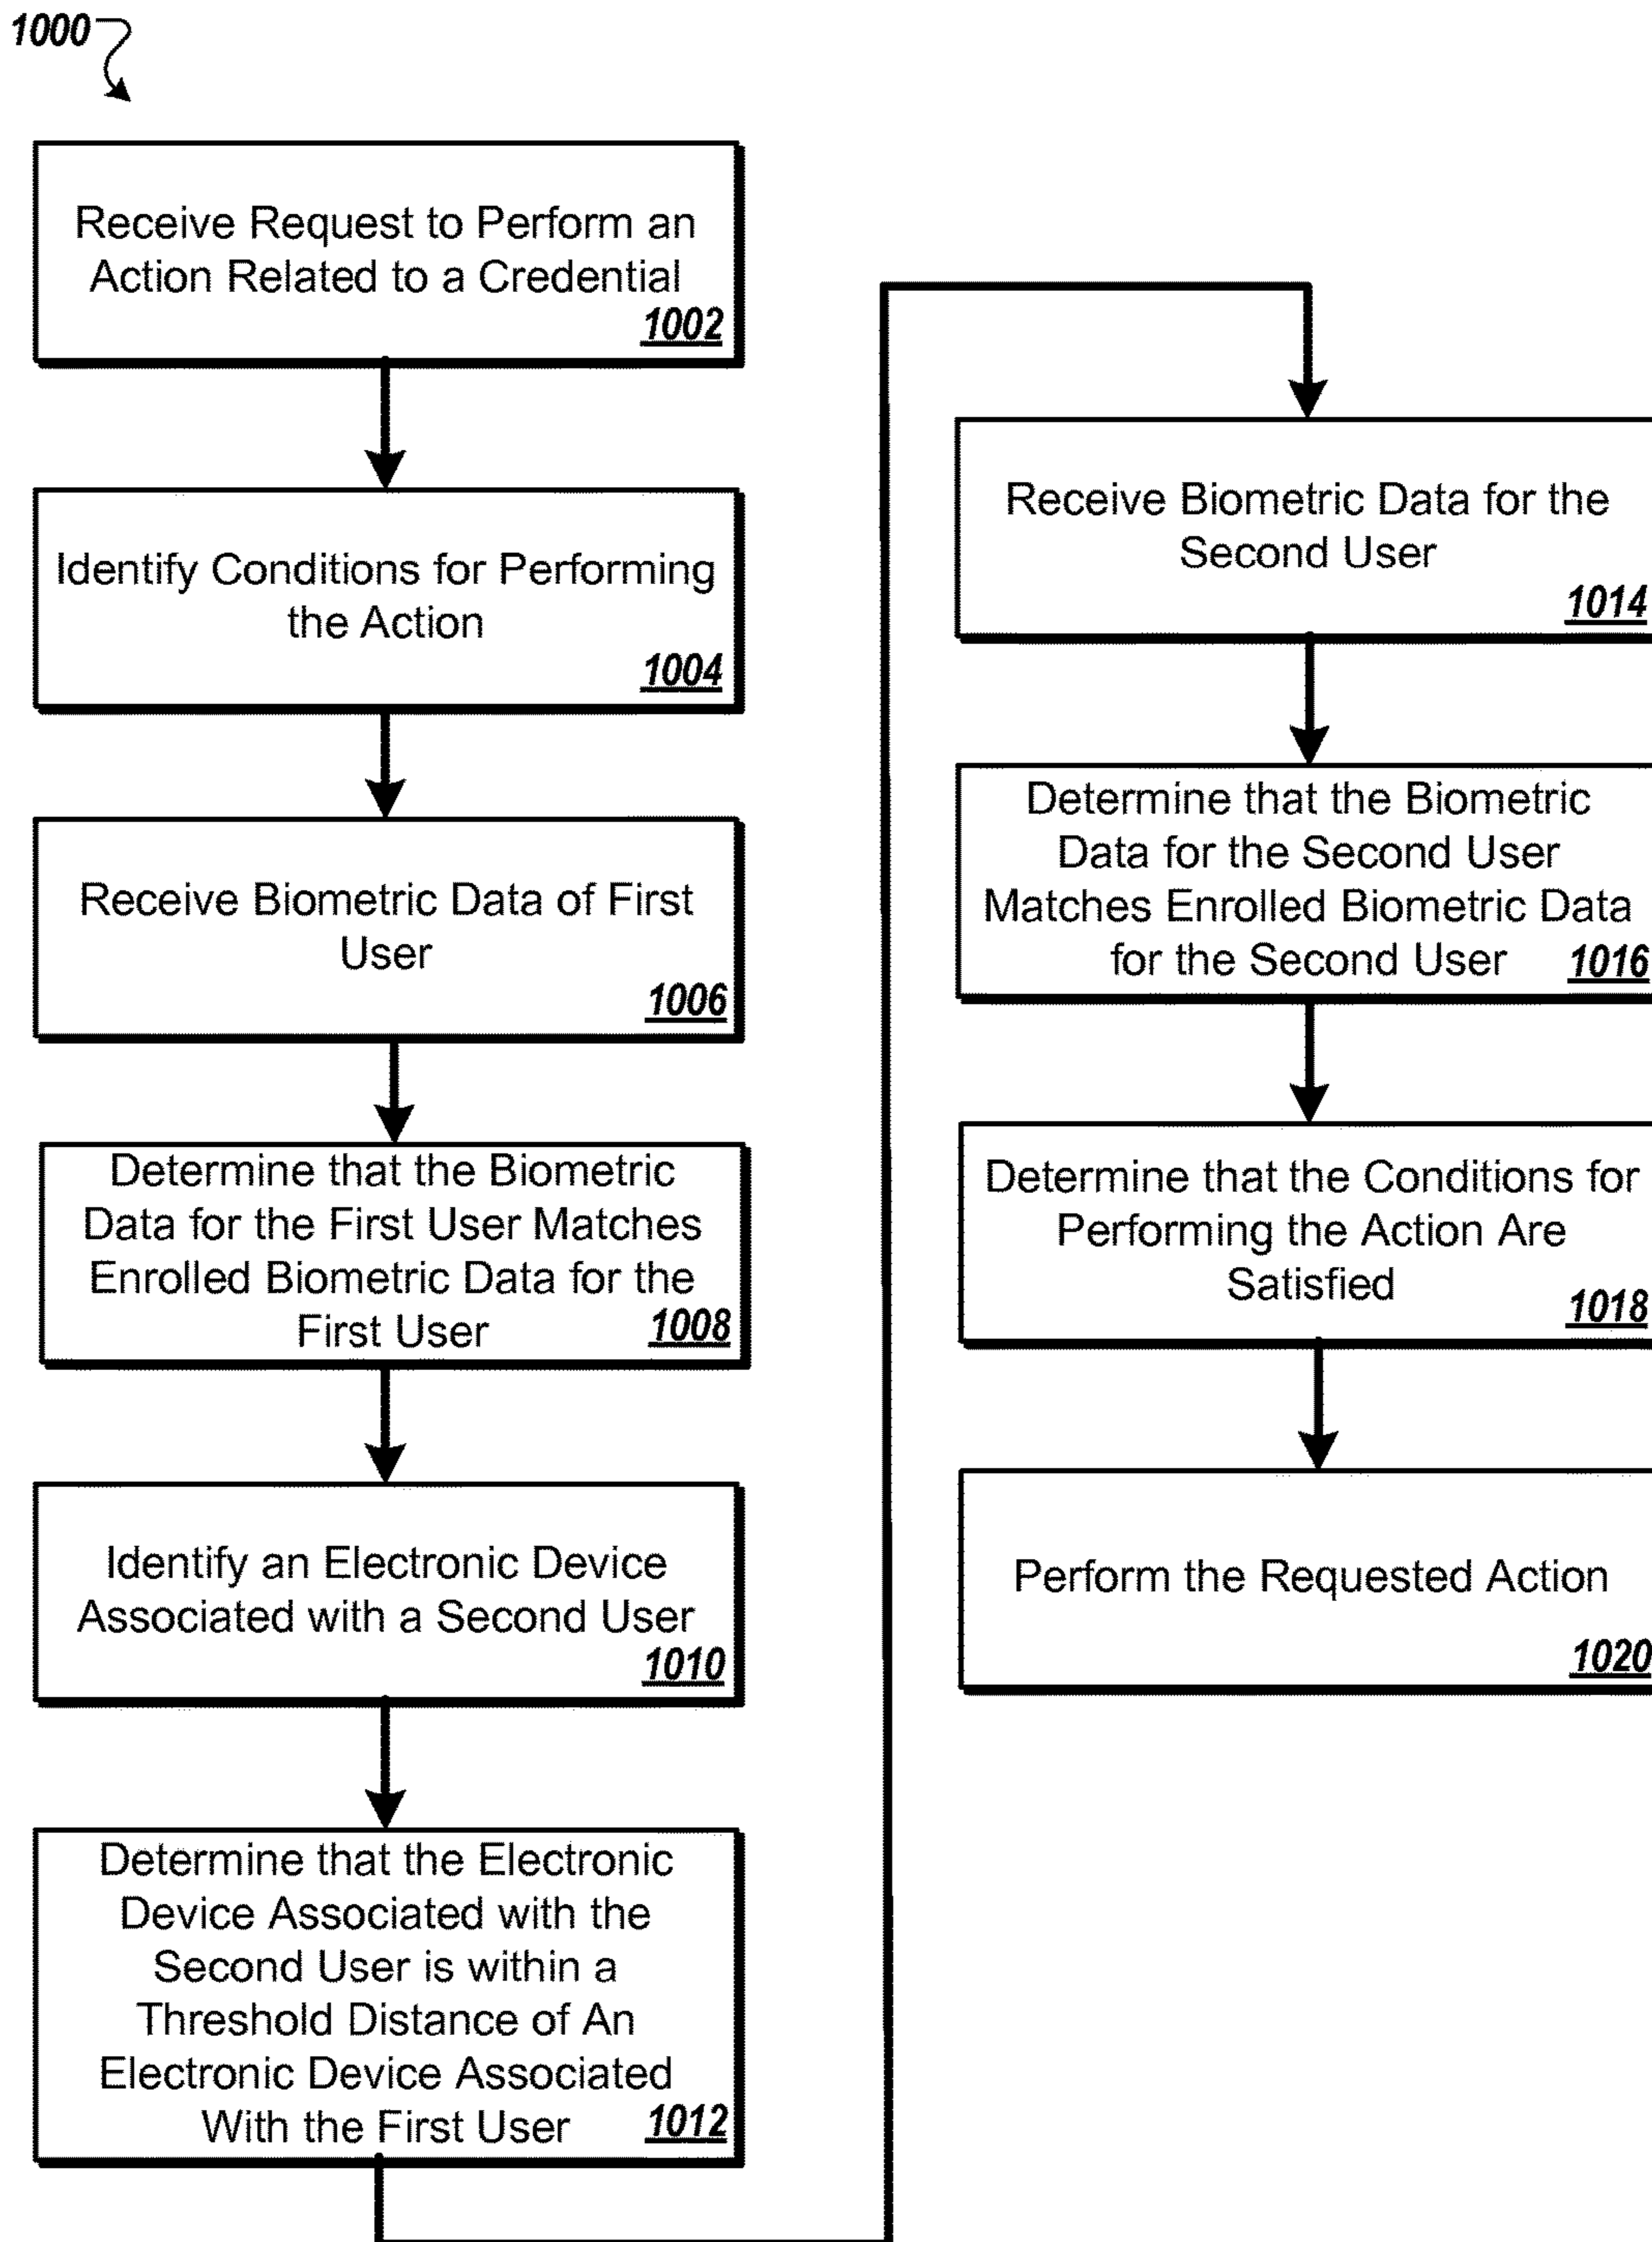 1000
Receive Request to Perform an
Action Related to a Credential
1002
Identify Conditions for Performing
the Action
1004
Receive Biometric Data of First
User
1006
Determine that the Biometric
Data for the First User Matches
Enrolled Biometric Data for the
First User 1008
Identify an Electronic Device
Associated with a Second User
1010
Determine that the Electronic
Device Associated with the
Second User is within a
Threshold Distance of An
Electronic Device Associated
With the First User 1012
Receive Biometric Data for the
Second User
1014
Determine that the Biometric
Data for the Second User
Matches Enrolled Biometric Data
for the Second User 1016
Determine that the Conditions for
Performing the Action Are
Satisfied
1018
Perform the Requested Action
1020